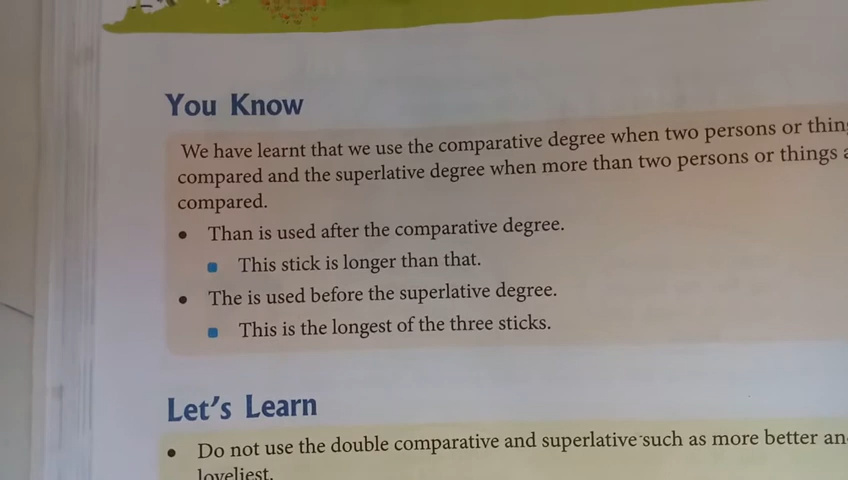 You Know
We have learnt that we use the comparative degree when two persons or
compared and the superlative degree when more than two persons or things
compared.
• Than is used after the comparative degree.
This stick is longer than that.
• The is used before the superlative degree.
This is the longest of the three sticks.
Let's Learn
• Do not use the double comparative and superlative such as more better
loveliest.